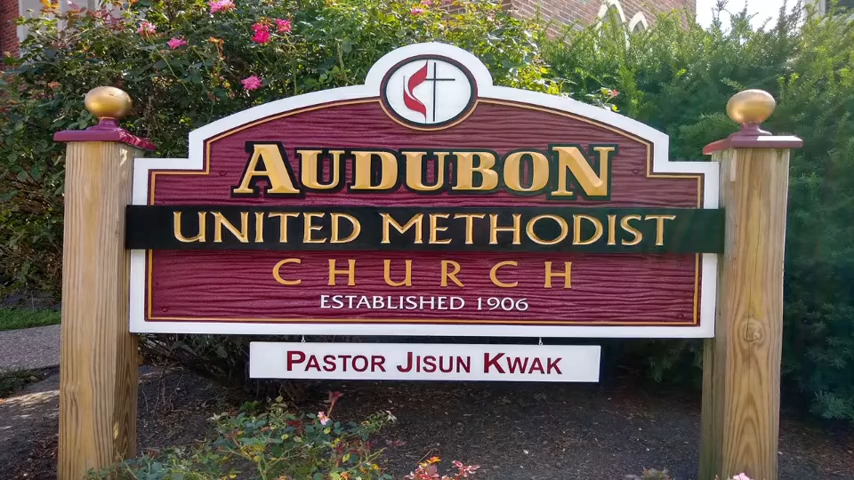 AUDUBON
UNITED METHODIST
CHURCH
ESTABLISHED 1906
PASTOR JISUN KWAK